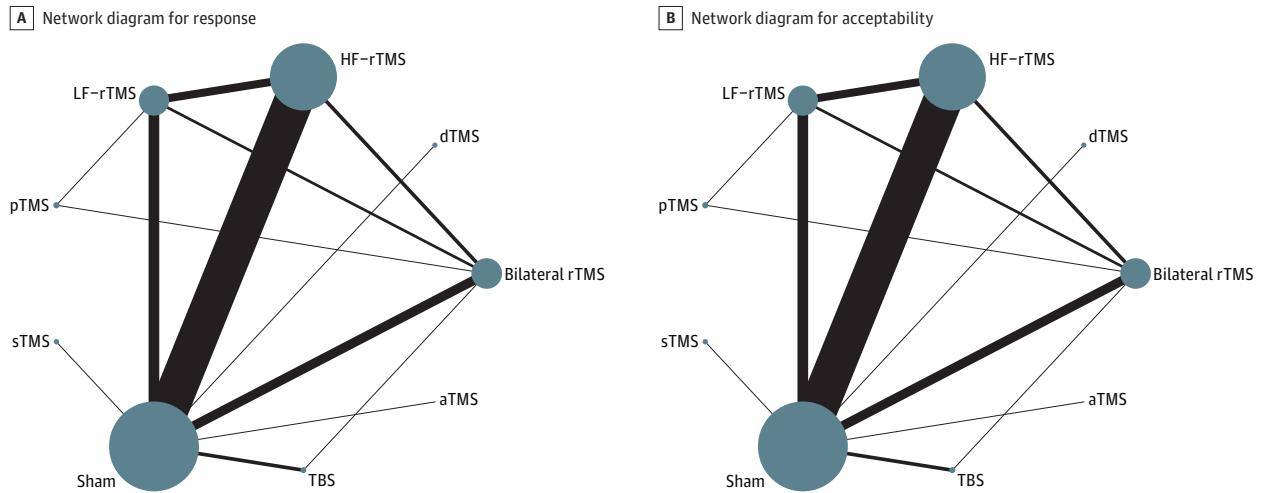 A Network diagram for response
HF−rTMS
LF−rTMS
dTMS
pTMS
Bilateral rTMS
sTMS
aTMS
Sham
TBS
B Network diagram for acceptability
HF−rTMS
LF−rTMS
dTMS
pTMS
Bilateral rTMS
sTMS
aTMS
Sham
TBS